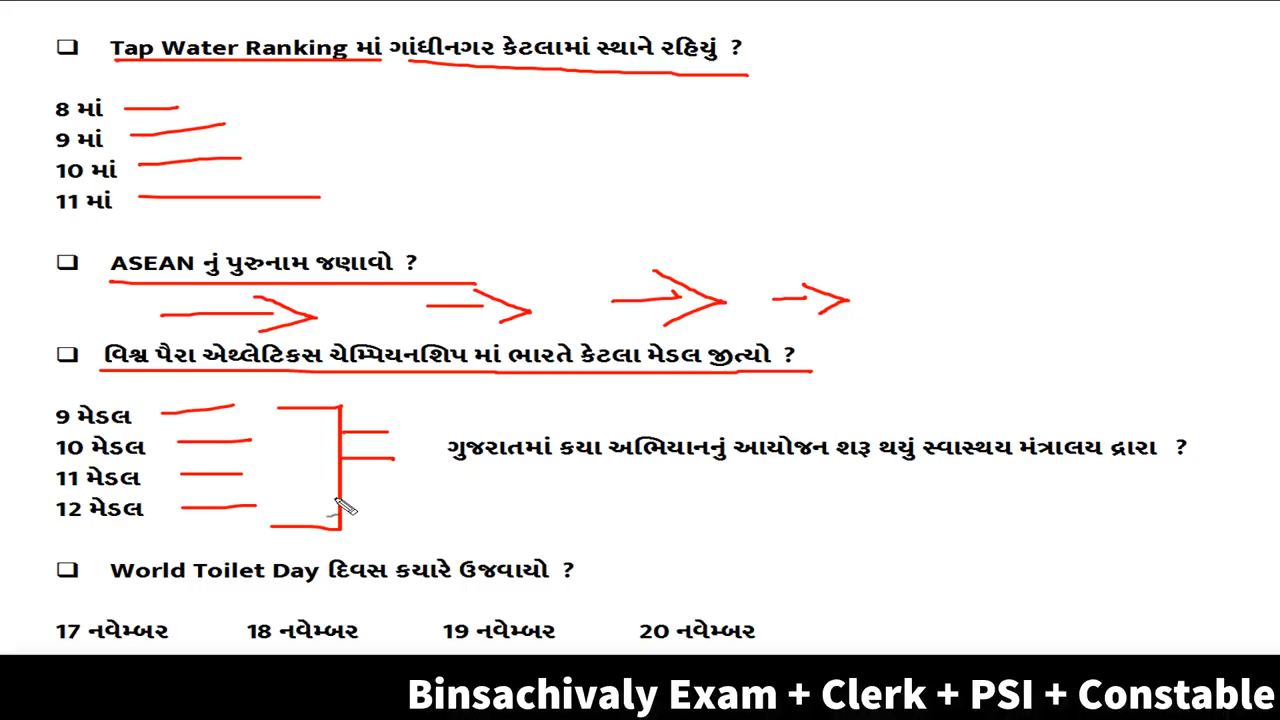 ❑ Tap Water Ranking માં ગાંધીનગર કેટલામાં સ્થાને રહિયું ?
8 માં
9 માં
10 માં
11 માં
❑ ASEAN નું પુરુનામ જણાવો ?
❑ વિશ્વ પૈરા એથ્લેટિકસ ચેમ્પિયનશિપ માં ભારતે કેટલા મેડલ જીત્યો ?
9 મેડલ
10 મેડલ
11 મેડલ
12 મેડલ
ગુજરાતમાં કયા અભિયાનનું આયોજન શરૂ થયું સ્વાસ્થય મંત્રાલય દ્રારા ?
❑ World Toilet Day દિવસ કયારે ઉજવાયો ?
17 નવેમ્બર 18 નવેમ્બર 19 નવેમ્બર 20 નવેમ્બર
Binsachivaly Exam + Clerk + PSI + Constable